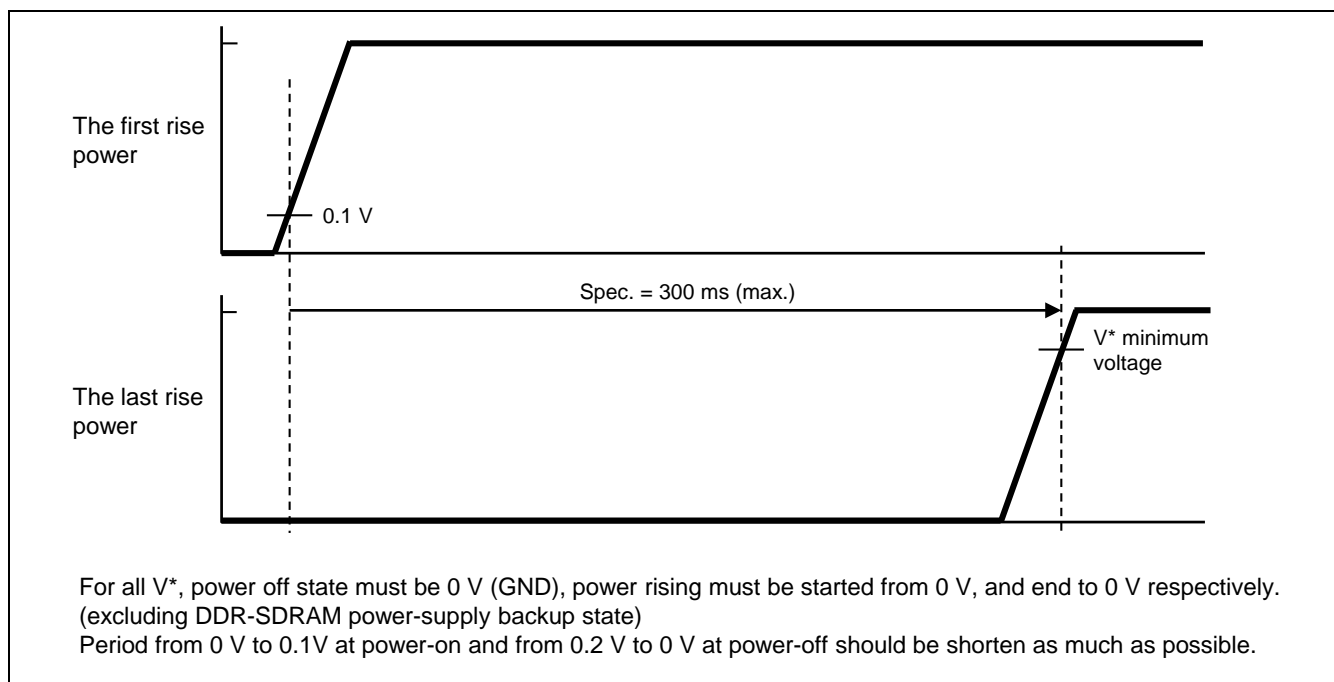 The first rise
power
0.1 V
Spec. = 300 ms (max.)
V* minimum
voltage
The last rise
power
For all V*, power off state must be 0 V (GND), power rising must be started from 0 V, and end to 0 V respectively.
(excluding DDR-SDRAM power-supply backup state)
Period from 0 V to 0.1V at power-on and from 0.2 V to 0 V at power-off should be shorten as much as possible.